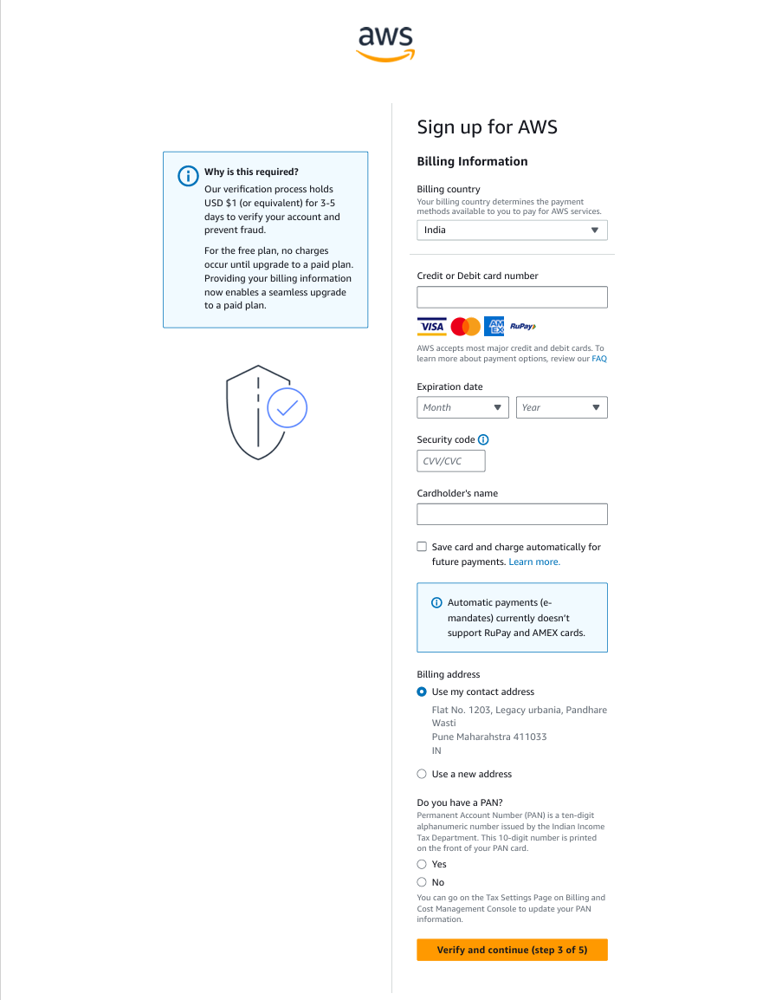 aws
Why is this required?
Our verification process holds
USD $1 (or equivalent) for 3-5
days to verify your account and
prevent fraud.
For the free plan, no charges
occur until upgrade to a paid plan.
Providing your billing information
now enables a seamless upgrade
to a paid plan.
Sign up for AWS
Billing Information
Billing country
Your billing country determines the payment
methods available to you to pay for AWS services.
India
Credit or Debit card number
VISA AM EX RuPay
AWS accepts most major credit and debit cards. To
learn more about payment options, review our FAQ
Expiration date
Month Year
Security code
CVV/CVC
Cardholder's name
Save card and charge automatically for
future payments. Learn more.
Automatic payments (e-
mandates) currently doesn't
support RuPay and AMEX cards.
Billing address
Use my contact address
Flat No. 1203, Legacy urbania, Pandhare
Wasti
Pune Maharahstra 411033
IN
Use a new address
Do you have a PAN?
Permanent Account Number (PAN) is a ten-digit
alphanumeric number issued by the Indian Income
Tax Department. This 10-digit number is printed
on the front of your PAN card.
Yes
No
You can go on the Tax Settings Page on Billing and
Cost Management Console to update your PAN
information.
Verify and continue (step 3 of 5)